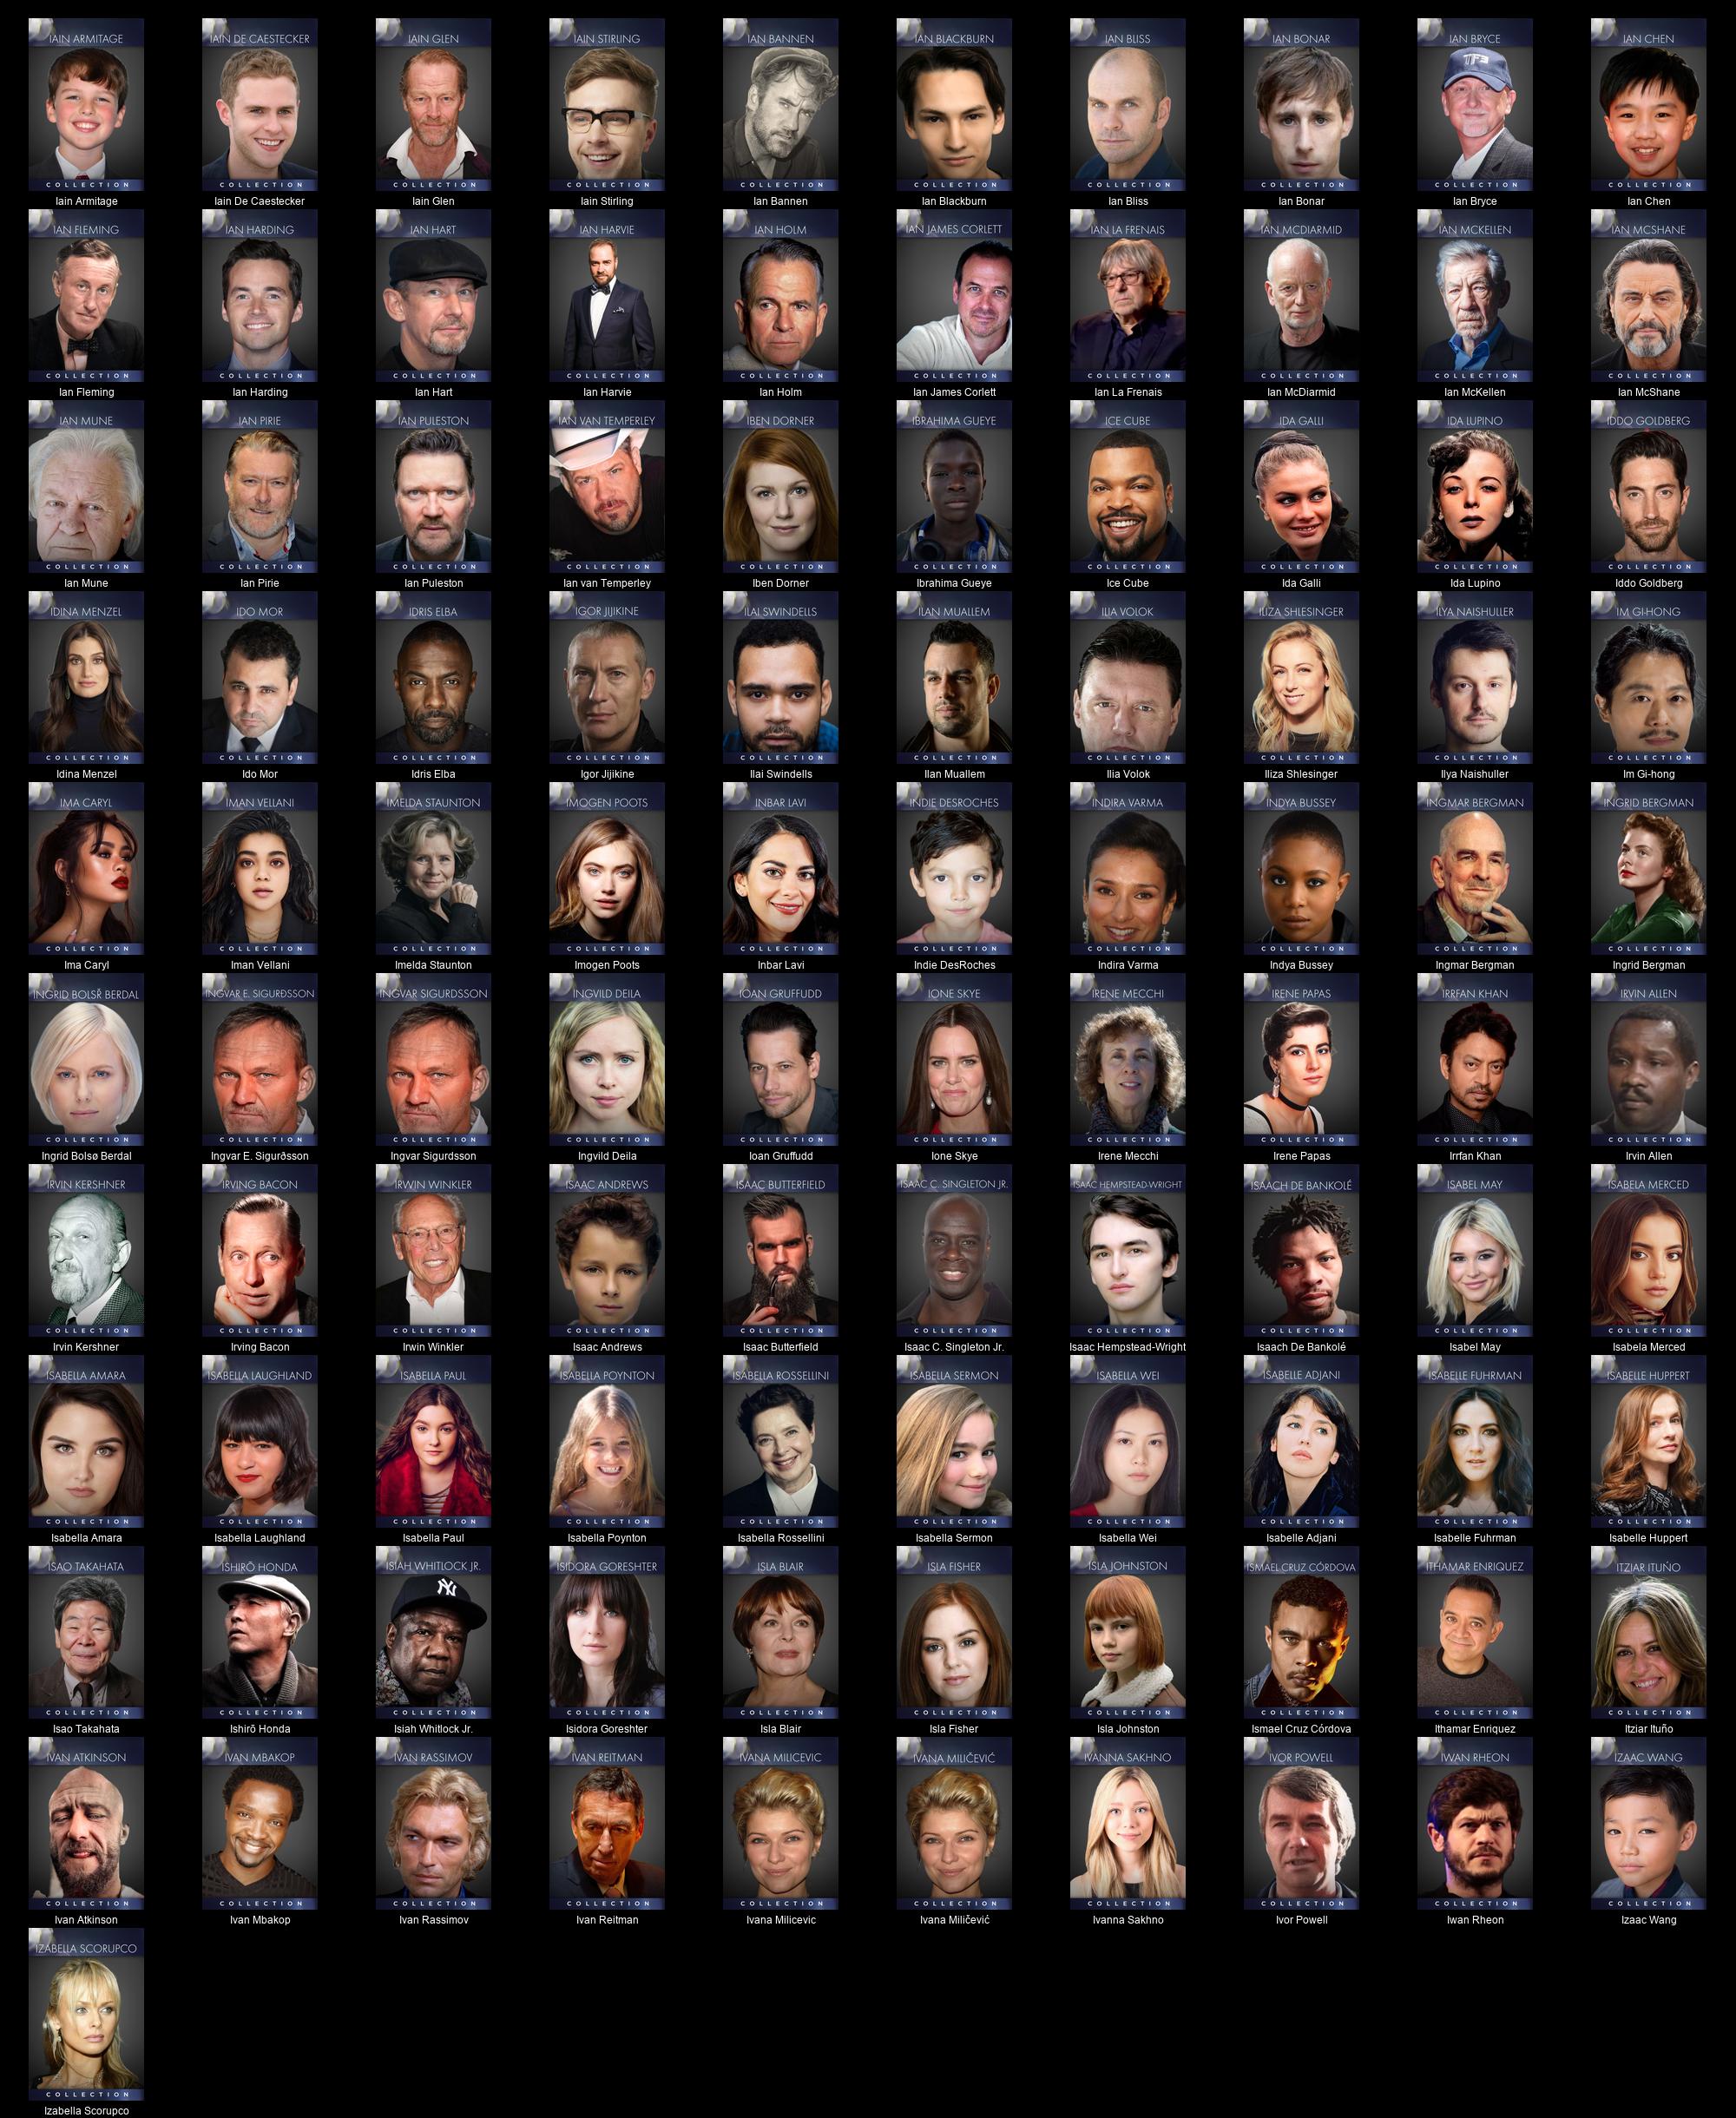 IAIN ARMITAGE IAIN DE CAESTECKER IAIN GLEN IAIN STIRLING IAN BANNEN IAN BLACKBURN IAN BLISS IAN BONAR IAN BRYCE IAN CHEN
COLLECTION COLLECTION COLLECTION COLLECTION COLLECTION COLLECTION COLLECTION COLLECTION COLLECTION COLLECTION
Iain Armitage Iain De Caestecker Iain Glen Iain Stirling Ian Bannen Ian Blackburn Ian Bliss Ian Bonar Ian Bryce Ian Chen
IAN FLEMING IAN HARDING IAN HART IAN HARVIE IAN HOLM IAN JAMES CORLETT IAN LA FRENAIS IAN MCDIARMID IAN MCKELLEN IAN MCSHANE
COLLECTION COLLECTION COLLECTION COLLECTION COLLECTION COLLECTION COLLECTION COLLECTION COLLECTION COLLECTION
Ian Fleming Ian Harding Ian Hart Ian Harvie Ian Holm Ian James Corlett Ian La Frenais Ian McDiarmid Ian McKellen Ian McShane
IAN MUNE IAN PIRIE IAN PULESTON IAN VAN TEMPERLEY IBEN DORNER IBRAHIMA GUEYE ICE CUBE IDA GALLI IDA LUPINO IDDO GOLDBERG
COLLECTION COLLECTION COLLECTION COLLECTION COLLECTION COLLECTION COLLECTION COLLECTION COLLECTION COLLECTION
Ian Mune Ian Pirie Ian Puleston Ian van Temperley Iben Dorner Ibrahima Gueye Ice Cube Ida Galli Ida Lupino Iddo Goldberg
IDINA MENZEL IDO MOR IDRIS ELBA IGOR JIJIKINE ILAI SWINDELLS ILAN MUALLEM ILIA VOLOK ILIZA SHLESINGER ILYA NAISHULLER IM GI-HONG
COLLECTION COLLECTION COLLECTION COLLECTION COLLECTION COLLECTION COLLECTION COLLECTION COLLECTION COLLECTION
Idina Menzel Ido Mor Idris Elba Igor Jijikine Ilai Swindells Ilan Muallem Ilia Volok Iliza Shlesinger Ilya Naishuller Im Gi-hong
IMA CARYL IMAN VELLANI IMELDA STAUNTON IMOGEN POOTS INBAR LAVI INDIE DESROCHES INDIRA VARMA INDYA BUSSEY INGMAR BERGMAN INGRID BERGMAN
COLLECTION COLLECTION COLLECTION COLLECTION COLLECTION COLLECTION COLLECTION COLLECTION COLLECTION COLLECTION
Ima Caryl Iman Vellani Imelda Staunton Imogen Poots Inbar Lavi Indie DesRoches Indira Varma Indya Bussey Ingmar Bergman Ingrid Bergman
INGRID BOLSŘ BERDAL INGVAR E. SIGURÐSSON INGVAR SIGURDSSON INGVILD DEILA IOAN GRUFFUDD IONE SKYE IRENE MECCHI IRENE PAPAS IRRFAN KHAN IRVIN ALLEN
COLLECTION COLLECTION COLLECTION COLLECTION COLLECTION COLLECTION COLLECTION COLLECTION COLLECTION COLLECTION
Ingrid Bolsø Berdal Ingvar E. Sigurðsson Ingvar Sigurdsson Ingvild Deila Ioan Gruffudd Ione Skye Irene Mecchi Irene Papas Irrfan Khan Irvin Allen
IRVIN KERSHNER IRVING BACON IRWIN WINKLER ISAAC ANDREWS ISAAC BUTTERFIELD ISAAC C. SINGLETON JR. ISAAC HEMPSTEAD-WRIGHT ISAACH DE BANKOLÉ ISABEL MAY ISABELA MERCED
COLLECTION COLLECTION COLLECTION COLLECTION COLLECTION COLLECTION COLLECTION COLLECTION COLLECTION COLLECTION
Irvin Kershner Irving Bacon Irwin Winkler Isaac Andrews Isaac Butterfield Isaac C. Singleton Jr. Isaac Hempstead-Wright Isaach De Bankolé Isabel May Isabela Merced
ISABELLA AMARA ISABELLA LAUGHLAND ISABELLA PAUL ISABELLA POYNTON ISABELLA ROSSELLINI ISABELLA SERMON ISABELLA WEI ISABELLE ADJANI ISABELLE FUHRMAN ISABELLE HUPPERT
COLLECTION COLLECTION COLLECTION COLLECTION COLLECTION COLLECTION COLLECTION COLLECTION COLLECTION COLLECTION
Isabella Amara Isabella Laughland Isabella Paul Isabella Poynton Isabella Rossellini Isabella Sermon Isabella Wei Isabelle Adjani Isabelle Fuhrman Isabelle Huppert
ISAO TAKAHATA ISHIRŌ HONDA ISIAH WHITLOCK JR. ISIDORA GORESHTER ISLA BLAIR ISLA FISHER ISLA JOHNSTON ISMAEL CRUZ CÓRDOVA ITHAMAR ENRIQUEZ ITZIAR ITUÑO
NY
COLLECTION COLLECTION COLLECTION COLLECTION COLLECTION COLLECTION COLLECTION COLLECTION COLLECTION COLLECTION
Isao Takahata Ishirō Honda Isiah Whitlock Jr. Isidora Goreshter Isla Blair Isla Fisher Isla Johnston Ismael Cruz Córdova Ithamar Enriquez Itziar Ituño
IVAN ATKINSON IVAN MBAKOP IVAN RASSIMOV IVAN REITMAN IVANA MILICEVIC IVANA MILIČEVIĆ IVANNA SAKHNO IVOR POWELL IWAN RHEON IZAAC WANG
COLLECTION COLLECTION COLLECTION COLLECTION COLLECTION COLLECTION COLLECTION COLLECTION COLLECTION COLLECTION
Ivan Atkinson Ivan Mbakop Ivan Rassimov Ivan Reitman Ivana Milicevic Ivana Miličević Ivanna Sakhno Ivor Powell Iwan Rheon Izaac Wang
IZABELLA SCORUPCO
COLLECTION
Izabella Scorupco